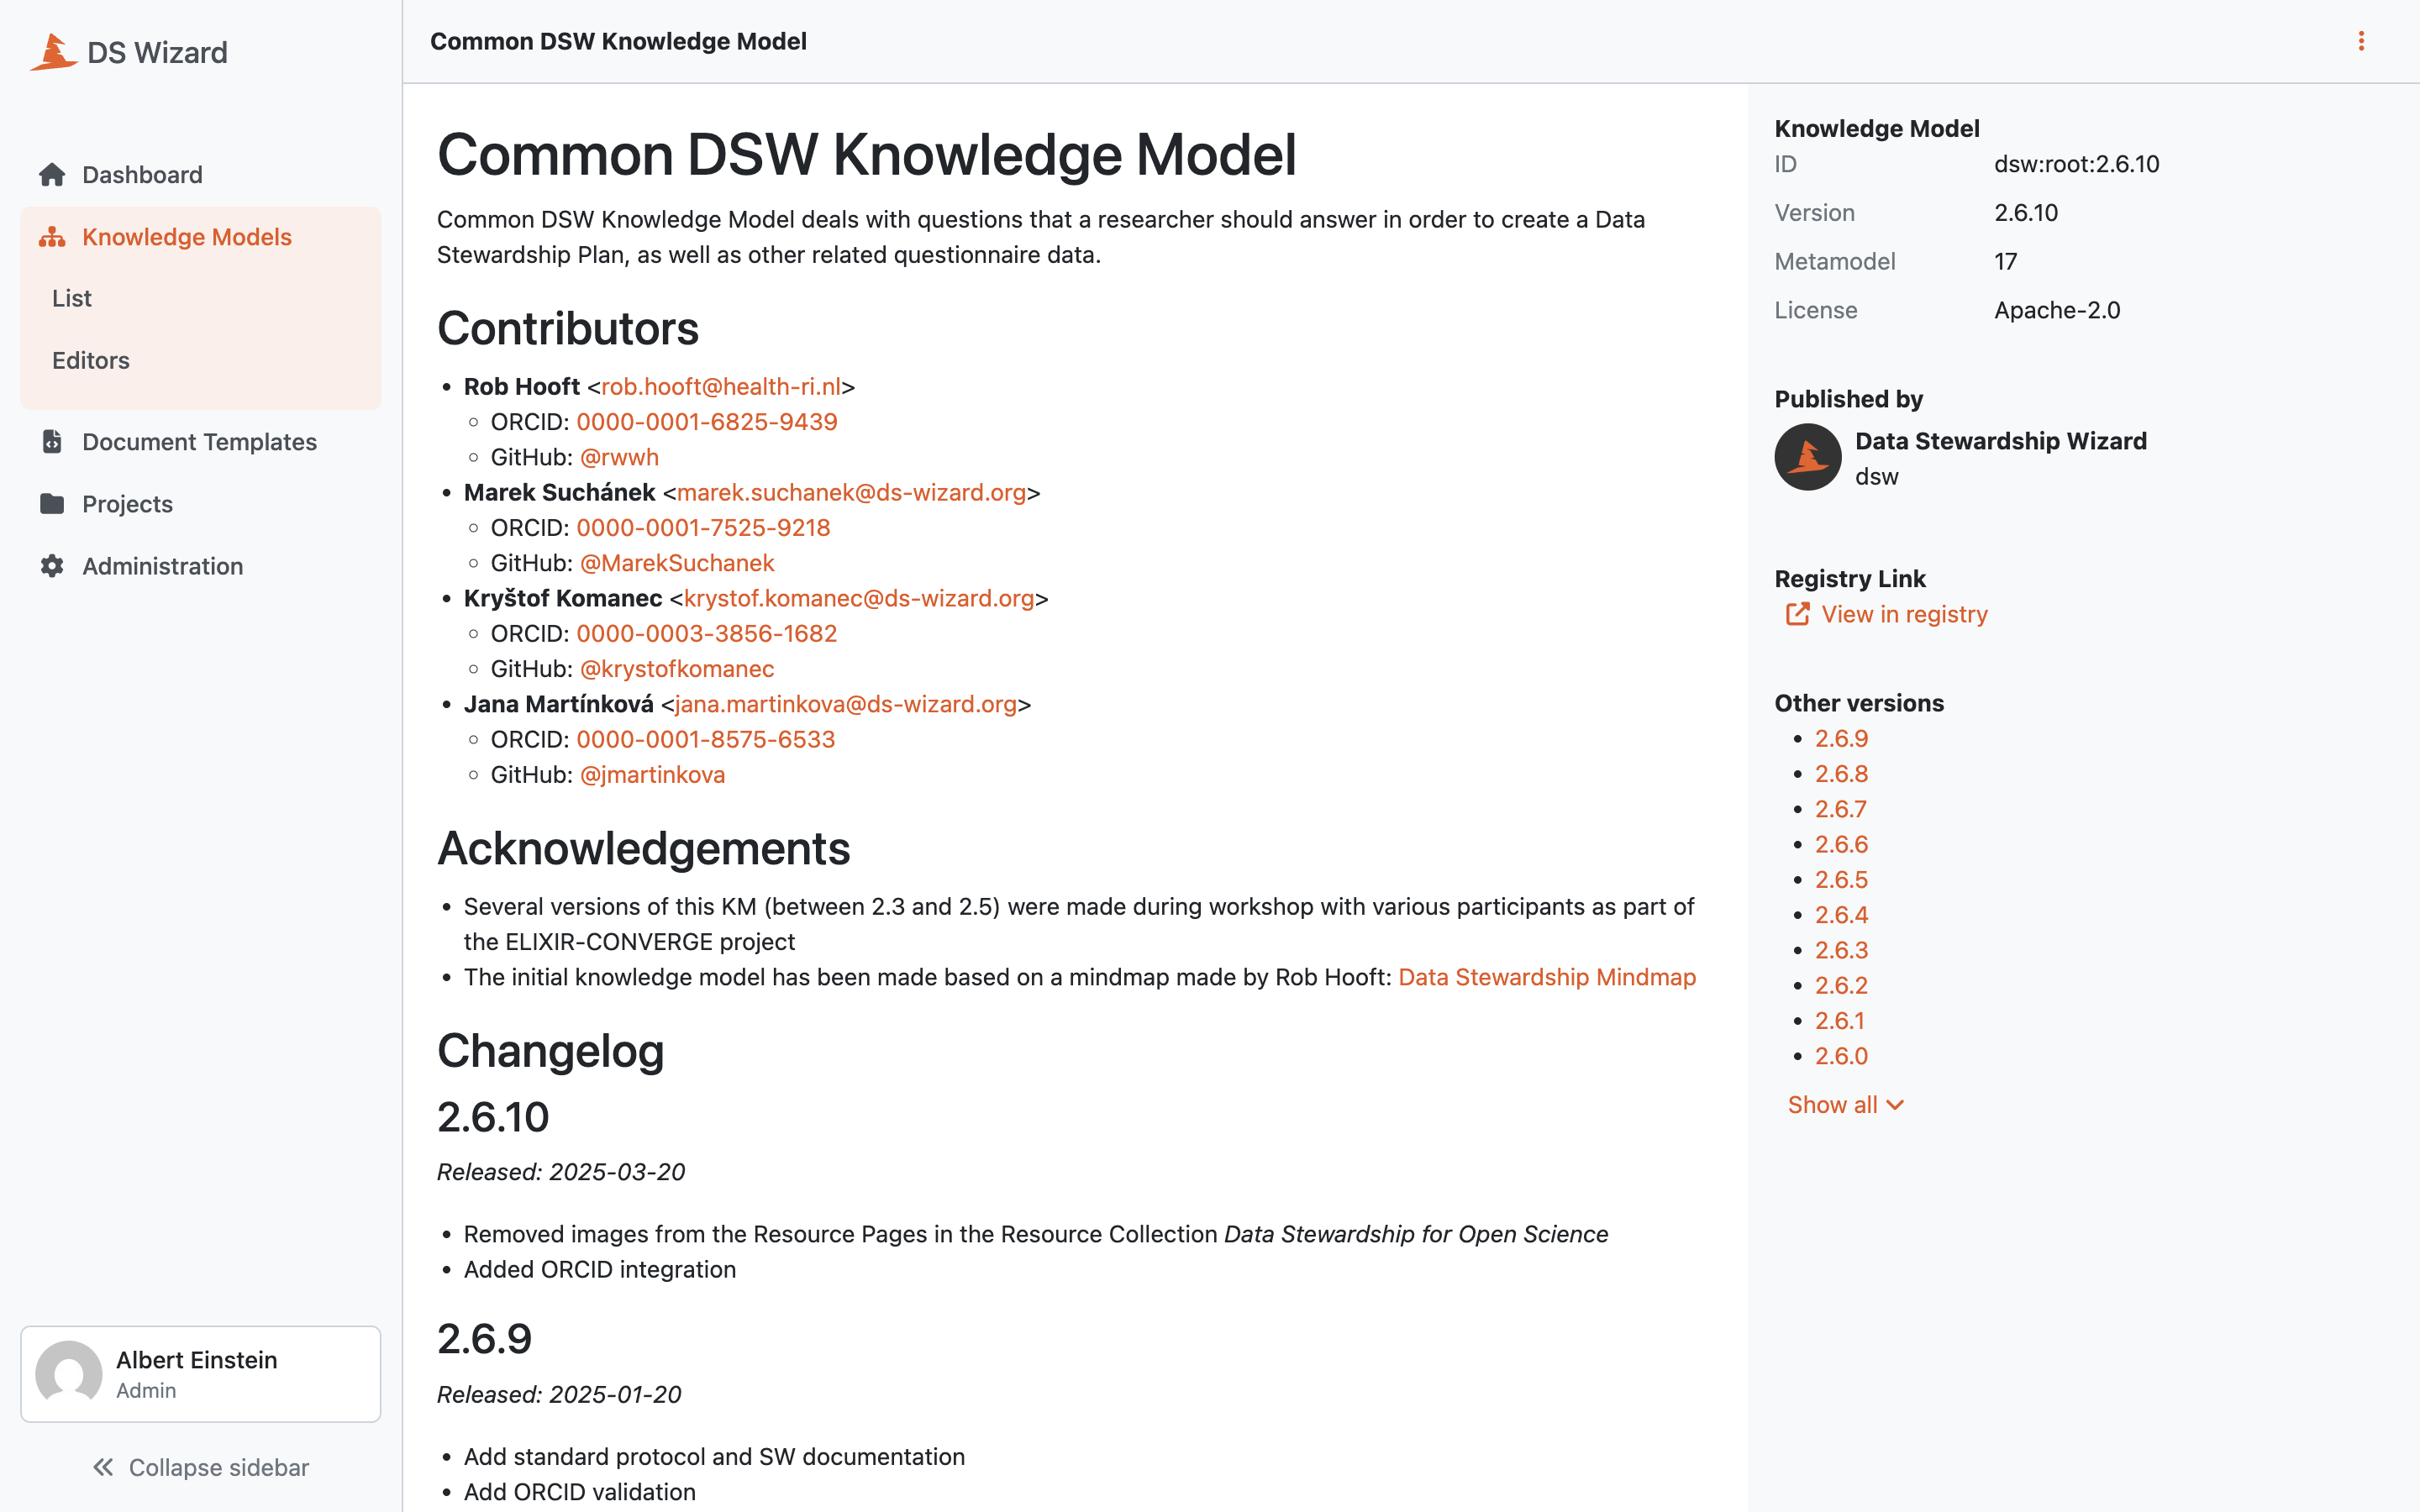 DS Wizard
Dashboard
Knowledge Models
List
Editors
Document Templates
Projects
Administration
Albert Einstein
Admin
Collapse sidebar
Common DSW Knowledge Model
Common DSW Knowledge Model
Common DSW Knowledge Model deals with questions that a researcher should answer in order to create a Data
Stewardship Plan, as well as other related questionnaire data.
Contributors
• Rob Hooft <rob.hooft@health-ri.nl>
◦ ORCID: 0000-0001-6825-9439
◦ GitHub: @rwwh
• Marek Suchánek <marek.suchanek@ds-wizard.org>
◦ ORCID: 0000-0001-7525-9218
◦ GitHub: @MarekSuchanek
• Kryštof Komanec <krystof.komanec@ds-wizard.org>
◦ ORCID: 0000-0003-3856-1682
◦ GitHub: @krystofkomanec
• Jana Martínková <jana.martinkova@ds-wizard.org>
◦ ORCID: 0000-0001-8575-6533
◦ GitHub: @jmartinkova
Acknowledgements
• Several versions of this KM (between 2.3 and 2.5) were made during workshop with various participants as part of
the ELIXIR-CONVERGE project
• The initial knowledge model has been made based on a mindmap made by Rob Hooft: Data Stewardship Mindmap
Changelog
2.6.10
Released: 2025-03-20
• Removed images from the Resource Pages in the Resource Collection Data Stewardship for Open Science
• Added ORCID integration
2.6.9
Released: 2025-01-20
• Add standard protocol and SW documentation
• Add ORCID validation
Knowledge Model
ID dsw:root:2.6.10
Version 2.6.10
Metamodel 17
License Apache-2.0
Published by
Data Stewardship Wizard
dsw
Registry Link
View in registry
Other versions
• 2.6.9
• 2.6.8
• 2.6.7
• 2.6.6
• 2.6.5
• 2.6.4
• 2.6.3
• 2.6.2
• 2.6.1
• 2.6.0
Show all